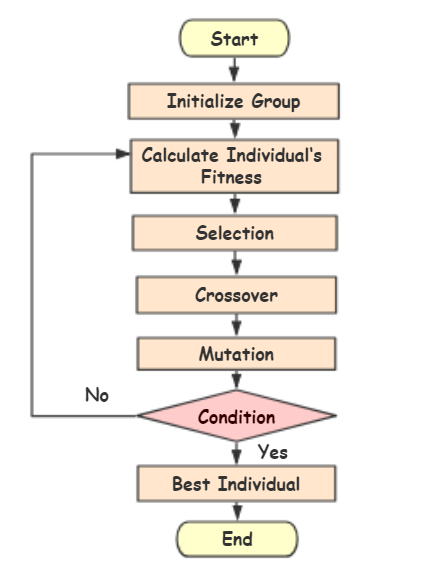 Start
Initialize Group
Calculate Individual's
Fitness
Selection
Crossover
Mutation
No
Condition
Yes
Best Individual
End